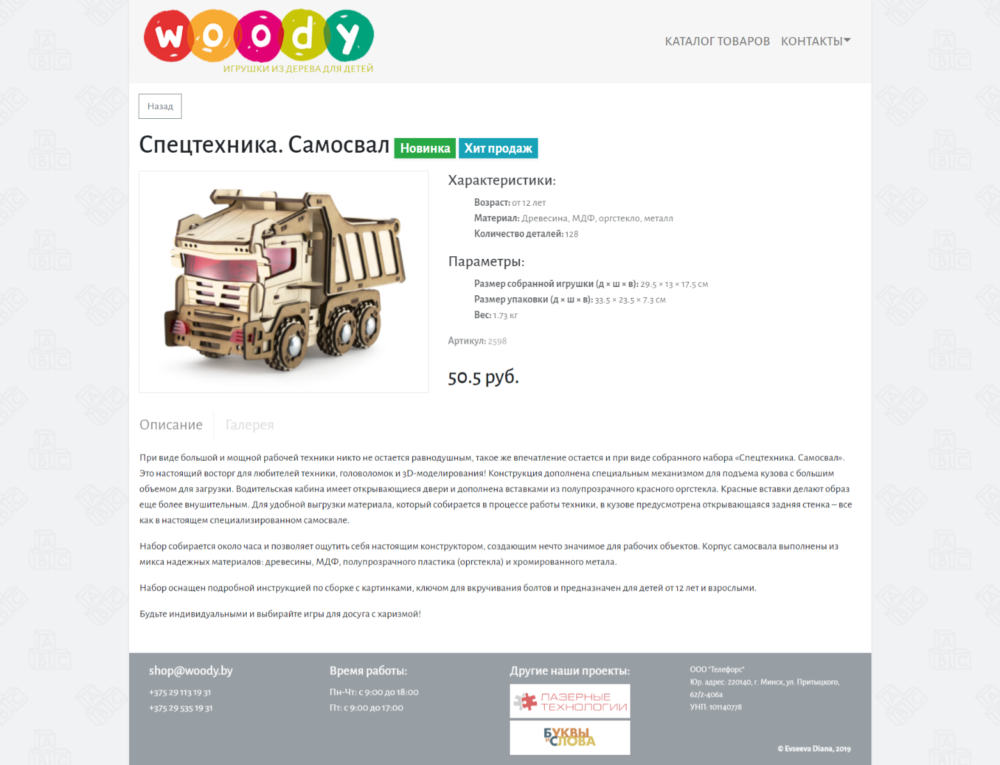 woody
ИГРУШКИ ИЗ ДЕРЕВА ДЛЯ ДЕТЕЙ
КАТАЛОГ ТОВАРОВ КОНТАКТЫ
Назад
Спецтехника. Самосвал Новинка Хит продаж
Характеристики:
Возраст: от 12 лет
Материал: Древесина, МДФ, оргстекло, металл
Количество деталей: 128
Параметры:
Размер собранной игрушки (д × ш × в): 29.5 × 13 × 17.5 см
Размер упаковки (д × ш × в): 33.5 × 23.5 × 7.3 см
Вес: 1.73 кг
Артикул: 2598
50.5 руб.
Описание Галерея
При виде большой и мощной рабочей техники никто не остается равнодушным, такое же впечатление остается и при виде собранного набора «Спецтехника. Самосвал».
Это настоящий восторг для любителей техники, головоломок и 3D-моделирования! Конструкция дополнена специальным механизмом для подъема кузова с большим
объемом для загрузки. Водительская кабина имеет открывающиеся двери и дополнена вставками из полупрозрачного красного оргстекла. Красные вставки делают образ
еще более внушительным. Для удобной выгрузки материала, который собирается в процессе работы техники, в кузове предусмотрена открывающаяся задняя стенка – все
как в настоящем специализированном самосвале.
Набор собирается около часа и позволяет ощутить себя настоящим конструктором, создающим нечто значимое для рабочих объектов. Корпус самосвала выполнены из
микса надежных материалов: древесины, МДФ, полупрозрачного пластика (оргстекла) и хромированного метала.
Набор оснащен подробной инструкцией по сборке с картинками, ключом для вкручивания болтов и предназначен для детей от 12 лет и взрослыми.
Будьте индивидуальными и выбирайте игры для досуга с харизмой!
shop@woody.by
+375 29 113 19 31
+375 29 535 19 31
Время работы:
Пн-Чт: с 9:00 до 18:00
Пт: с 9:00 до 17:00
Другие наши проекты:
ЛАЗЕРНЫЕ
ТЕХНОЛОГИИ
БУКВЫ
И СЛОВА
ООО "Телефорс"
Юр. адрес: 220140, г. Минск, ул. Притыцкого,
62/2-406а
УНП: 101140778
© Evseeva Diana, 2019